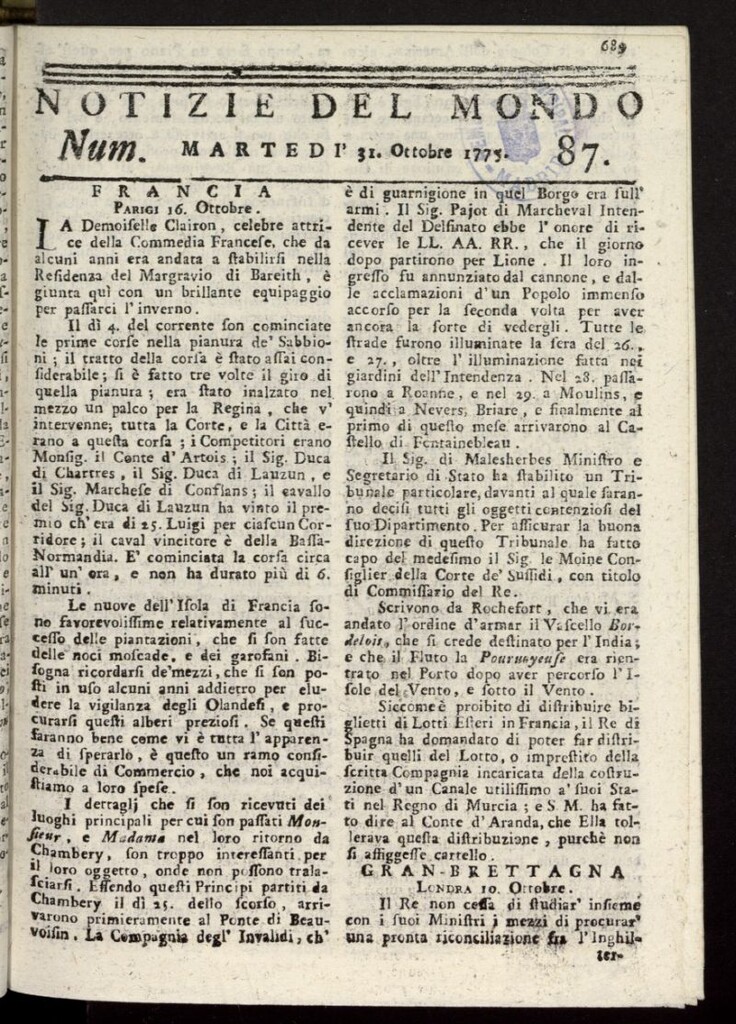 689
NOTIZIE DEL MONDO
Num. MARTEDI' 31. Ottobre 1775. 87.
FRANCIA
PARIGI 16. Ottobre.
LA Demoiſelle Clairon, celebre attri-
ce della Commedia Franceſe, che da
alcuni anni era andata a ſtabilirſi nella
Reſidenza del Margravio di Bareith, è
giunta quì con un brillante equipaggio
per paſſarci l'inverno.
Il dì 4. del corrente ſon cominciate
le prime corſe nella pianura de' Sabbio-
ni; il tratto della corſa è ſtato aſſai con-
ſiderabile; ſi è fatto tre volte il giro di
quella pianura; era ſtato inalzato nel
mezzo un palco per la Regina, che v'
intervenne; tutta la Corte, e la Città e-
rano a queſta corſa; i Competitori erano
Monſig. il Conte d'Artois; il Sig. Duca
di Chartres, il Sig. Duca di Lauzun, e
il Sig. Marcheſe di Conflans; il cavallo
del Sig. Duca di Lauzun ha vinto il pre-
mio ch'era di 25. Luigi per ciaſcun Cor-
ridore; il caval vincitore è della Baſſa-
Normandia. E' cominciata la corſa circa
all'un'ora, e non ha durato più di 6.
minuti.
Le nuove dell'Iſola di Francia ſo-
no favorevoliſſime relativamente al ſuc-
ceſſo delle piantazioni, che ſi ſon fatte
delle noci moſcade, e dei garofani. Bi-
ſogna ricordarſi de'mezzi, che ſi ſon po-
ſti in uſo alcuni anni addietro per elu-
dere la vigilanza degli Olandeſi, e pro-
curarſi queſti alberi prezioſi. Se queſti
ſaranno bene come vi è tutta l'apparen-
za di ſperarlo, è queſto un ramo conſi-
derabile di Commercio, che noi acqui-
ſtiamo a loro ſpeſe.
I dettaglj che ſi ſon ricevuti dei
luoghi principali per cui ſon paſſati Mon-
ſieur, e Madama nel loro ritorno da
Chambery, ſon troppo intereſſanti per
il loro oggetto, onde non poſſono trala-
ſciarſi. Eſſendo queſti Principi partiti da
Chambery il dì 25. dello ſcorſo, arri-
varono primieramente al Ponte di Beau-
voiſin. La Compagnia degl'Invalidi, ch'
è di guarnigione in quel Borgo era ſull'
armi. Il Sig. Pajot di Marcheval Inten-
dente del Delfinato ebbe l'onore di ri-
cever le LL. AA. RR., che il giorno
dopo partirono per Lione. Il loro in-
greſſo fu annunziato dal cannone, e dal-
le acclamazioni d'un Popolo immenſo
accorſo per la ſeconda volta per aver
ancora la ſorte di vedergli. Tutte le
ſtrade furono illuminate la ſera del 26.,
e 27., oltre l'illuminazione fatta nei
giardini dell'Intendenza. Nel 28. paſſa-
rono a Roanne, e nel 29. a Moulins, e
quindi a Nevers, Briare, e finalmente al
primo di queſto meſe arrivarono al Ca-
ſtello di Fontainebleau.
Il Sig. di Malesherbes Miniſtro e
Segretario di Stato ha ſtabilito un Tri-
bunale particolare, davanti al quale ſaran-
no deciſi tutti gli oggetti contenzioſi del
ſuo Dipartimento. Per aſſicurar la buona
direzione di queſto Tribunale ha fatto
capo del medeſimo il Sig. le Moine Con-
ſiglier della Corte de' Suſſidi, con titolo
di Commiſſario del Re.
Scrivono da Rochefort, che vi era
andato l'ordine d'armar il Vaſcello Bor-
delois, che ſi crede deſtinato per l'India;
e che il Fluto la Pourvoyeuſe era rien-
trato nel Porto dopo aver percorſo l'I-
ſole del Vento, e ſotto il Vento.
Siccome è proibito di diſtribuire bi-
glietti di Lotti Eſteri in Francia, il Re di
Spagna ha domandato di poter far diſtri-
buir quelli del Lotto, o impreſtito della
ſcritta Compagnia incaricata della coſtru-
zione d'un Canale utiliſſimo a' ſuoi Sta-
ti nel Regno di Murcia; e S. M. ha fat-
to dire al Conte d'Aranda, che Ella tol-
lerava queſta diſtribuzione, purchè non
ſi affiggeſſe cartello.
GRAN-BRETTAGNA
LONDRA 10. Ottobre.
Il Re non ceſſa di ſtudiar' inſieme
con i ſuoi Miniſtri i mezzi di procurar'
una pronta riconciliazione fra l'Inghil-
ter-